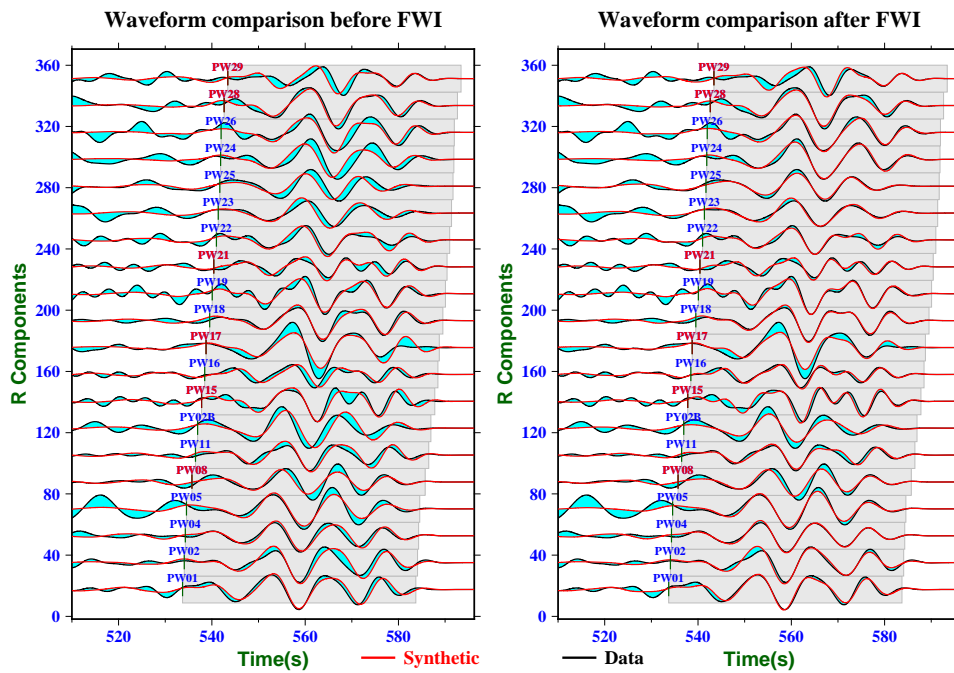 Waveform comparison before FWI
Waveform comparison after FWI
R Components
360
320
280
240
200
160
120
80
40
0
PW29
PW28
PW26
PW24
PW25
PW23
PW22
PW21
PW19
PW18
PW17
PW16
PW15
PY02B
PW11
PW08
PW05
PW04
PW02
PW01
520
540
560
580
Time(s)
R Components
360
320
280
240
200
160
120
80
40
0
PW29
PW28
PW26
PW24
PW25
PW23
PW22
PW21
PW19
PW18
PW17
PW16
PW15
PY02B
PW11
PW08
PW05
PW04
PW02
PW01
520
540
560
580
Time(s)
Synthetic
Data